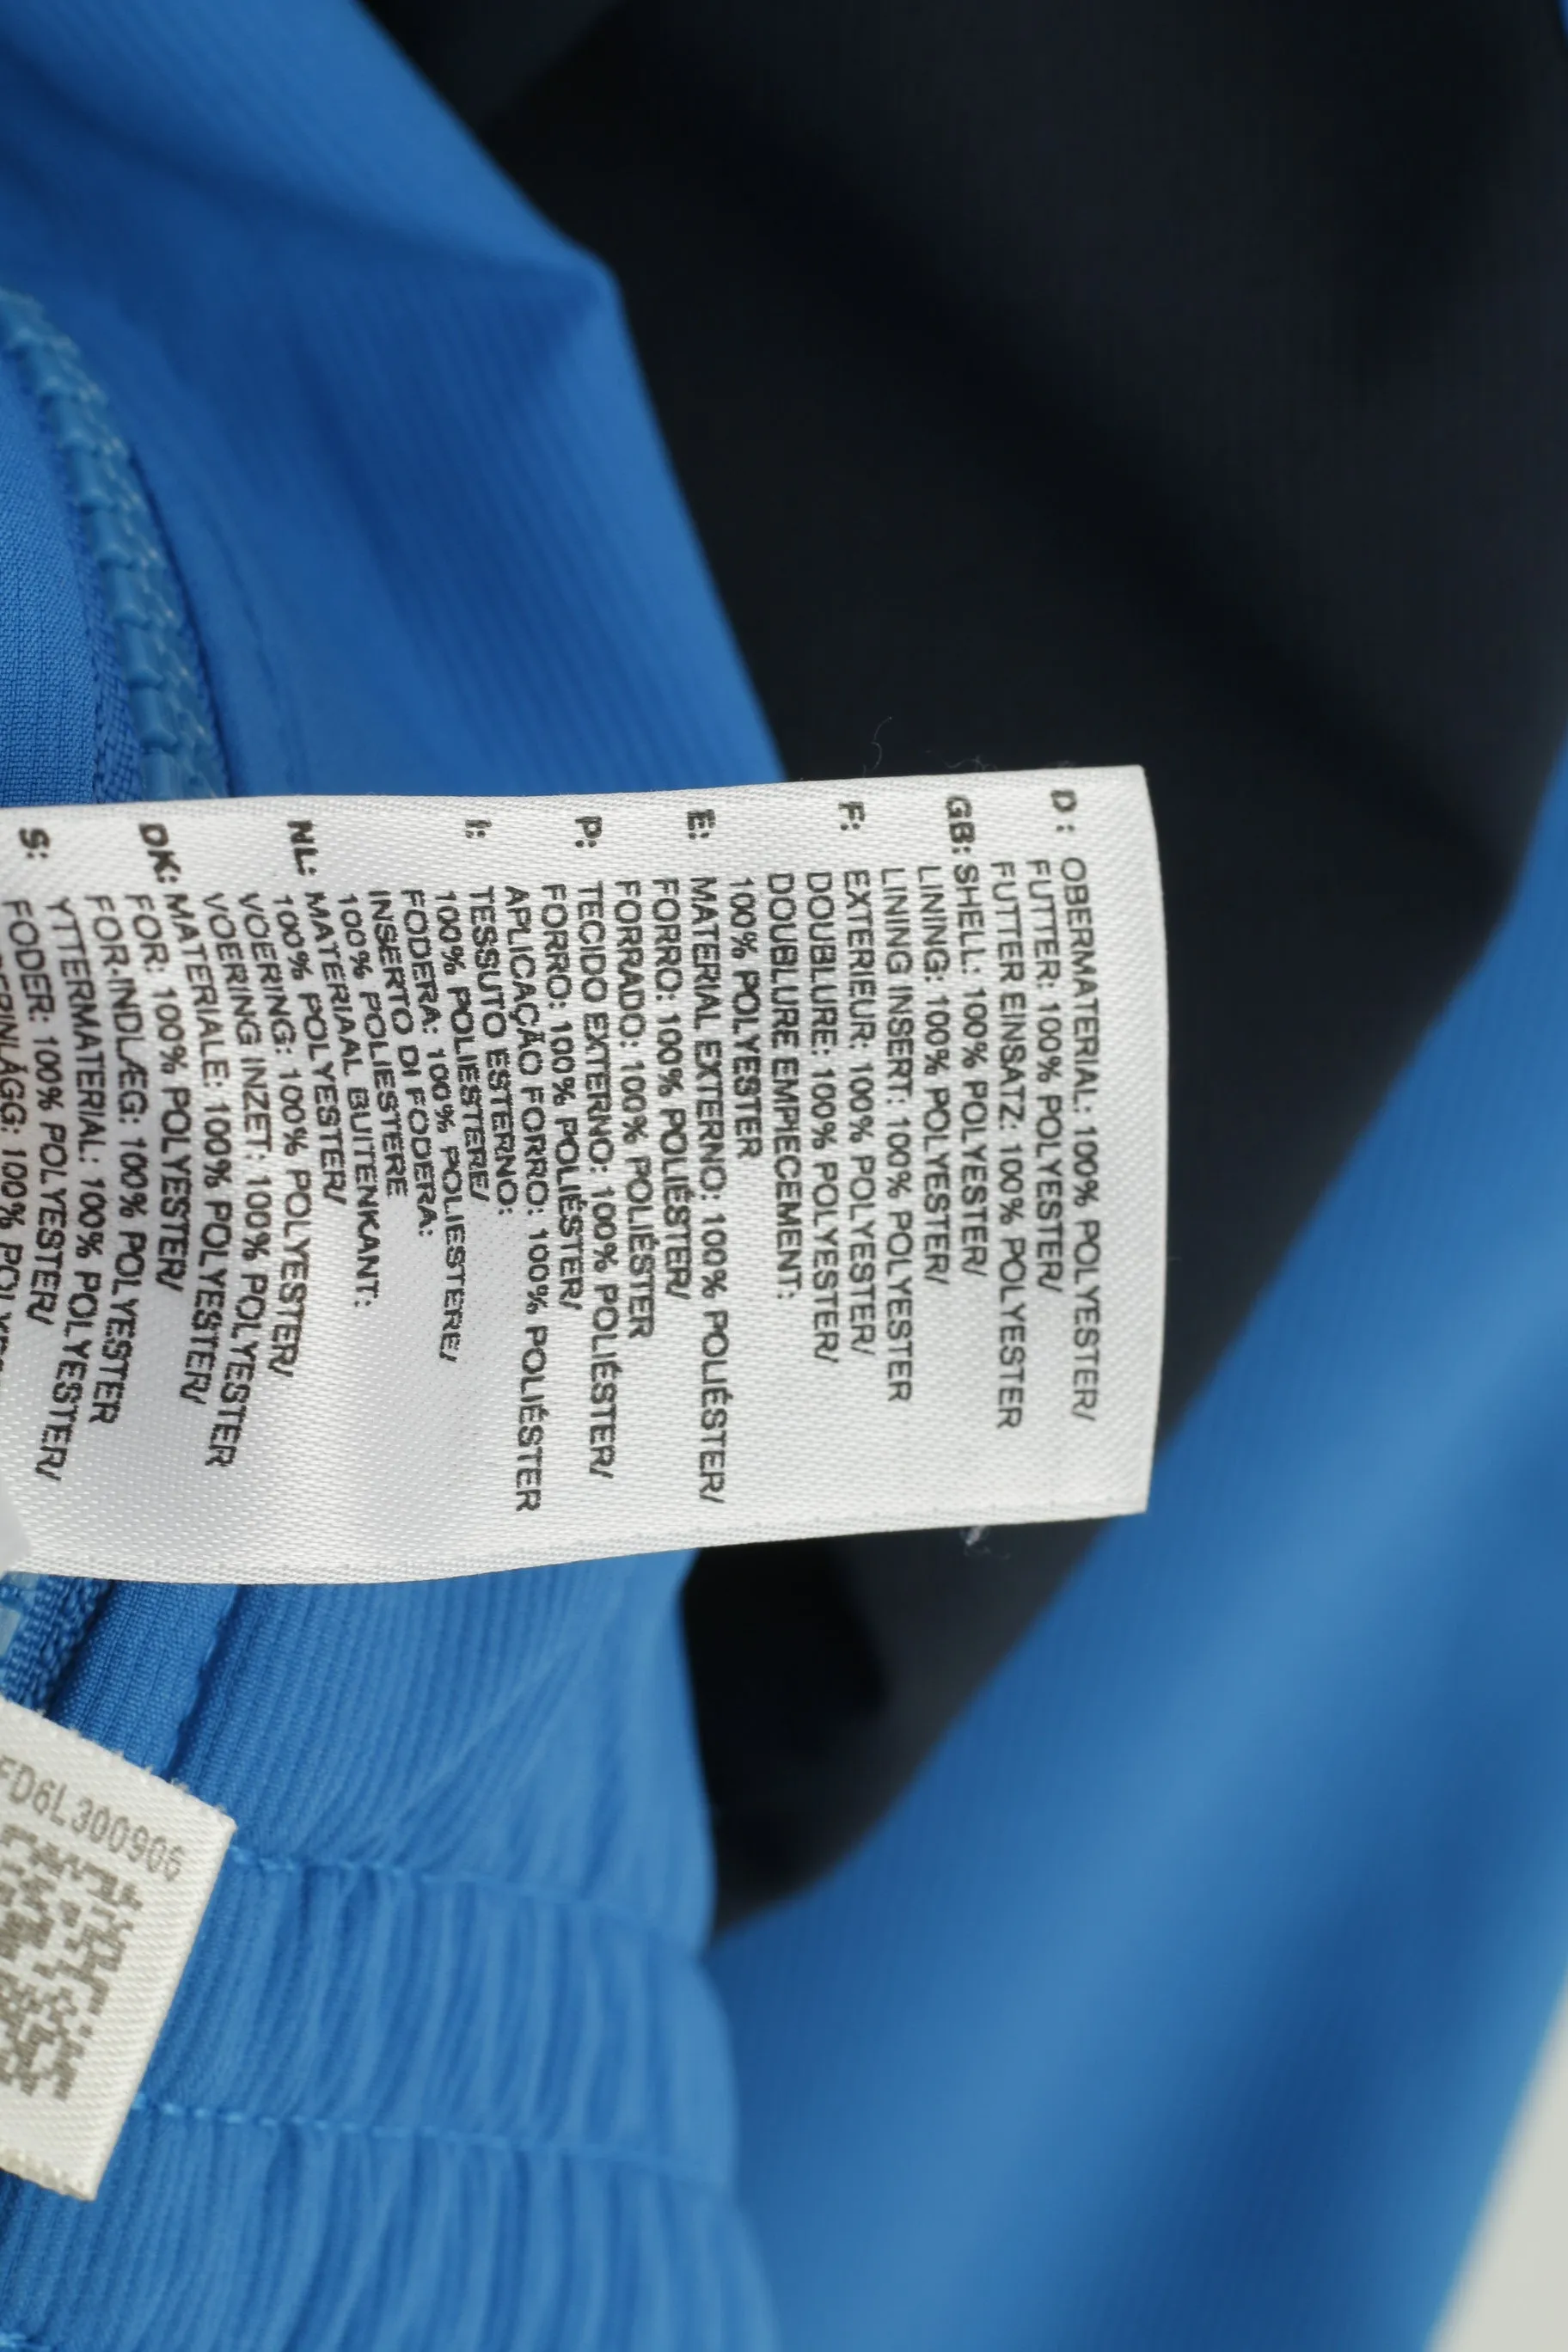 D: OBERMATERIAL: 100% POLYESTER/
FUTTER: 100% POLYESTER/
FUTTER EINSATZ: 100% POLYESTER
GB: SHELL: 100% POLYESTER/
LINING: 100% POLYESTER/
LINING INSERT: 100% POLYESTER
F: EXTERIEUR: 100% POLYESTER/
DOUBLURE: 100% POLYESTER/
DOUBLURE EMPIECEMENT:
100% POLYESTER
E: MATERIAL EXTERNO: 100% POLIÉSTER/
FORRO: 100% POLIÉSTER/
FORRADO: 100% POLIÉSTER
P: TECIDO EXTERNO: 100% POLIÉSTER/
FORRO: 100% POLIÉSTER/
APLICAÇÃO FORRO: 100% POLIÉSTER
I: TESSUTO ESTERNO:
100% POLIESTERE/
FODERA: 100% POLIESTERE/
INSERTO DI FODERA:
100% POLIESTERE
NL: MATERIAAL BUITENKANT:
100% POLYESTER/
VOERING: 100% POLYESTER/
VOERING INZET: 100% POLYESTER
DK: MATERIALE: 100% POLYESTER/
FOR: 100% POLYESTER/
FOR-INDLÆG: 100% POLYESTER
S: YTTERMATERIAL: 100% POLYESTER/
FODER: 100% POLYESTER/
100%
FD6L300906